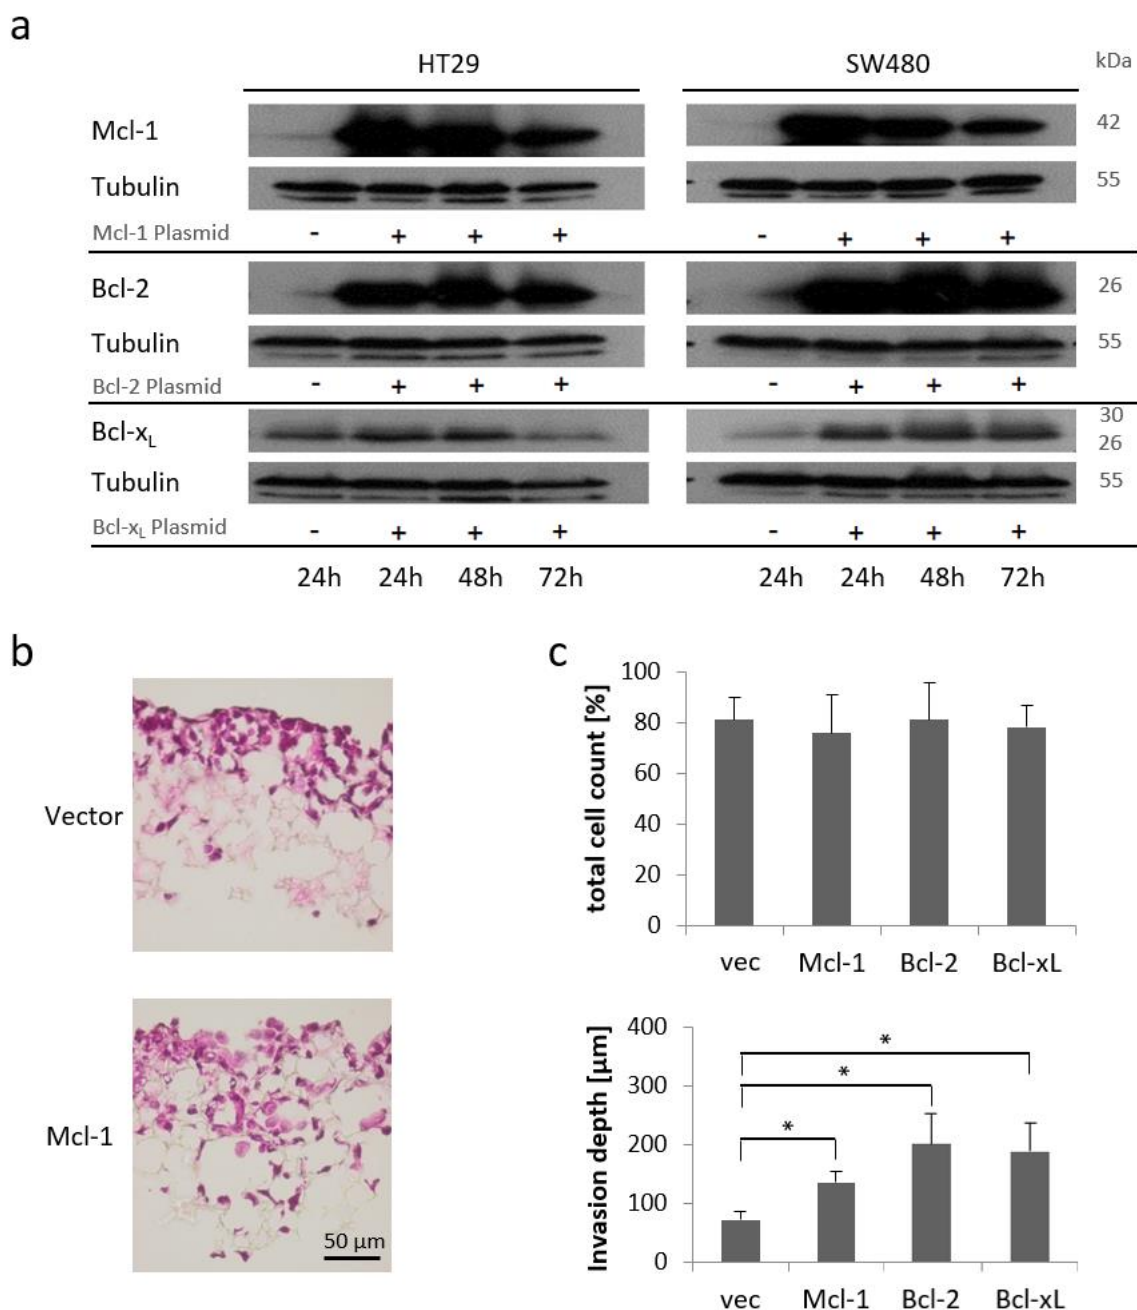 a
HT29 SW480 kDa
Mcl-1 42
Tubulin 55
Mcl-1 Plasmid - + + + - + + +
Bcl-2 26
Tubulin 55
Bcl-2 Plasmid - + + + - + + +
30
Bcl-xL 26
Tubulin 55
Bcl-xL Plasmid - + + + - + + +
24h 24h 48h 72h 24h 24h 48h 72h
b
Vector
Mcl-1
50 μm
c
total cell count [%]
100
80
60
40
20
0
vec Mcl-1 Bcl-2 Bcl-xL
Invasion depth [μm]
400
300
200
100
0
*
*
*
vec Mcl-1 Bcl-2 Bcl-xL